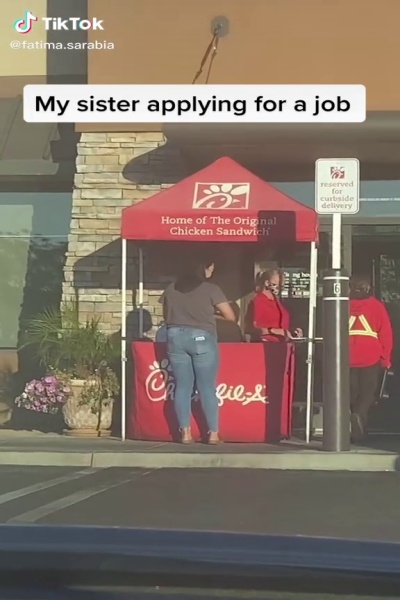 TikTok
@fatima.sarabia
My sister applying for a job
Home of The Original
Chicken Sandwich
reserved
for
curbside
delivery
Chick-fil-A
6